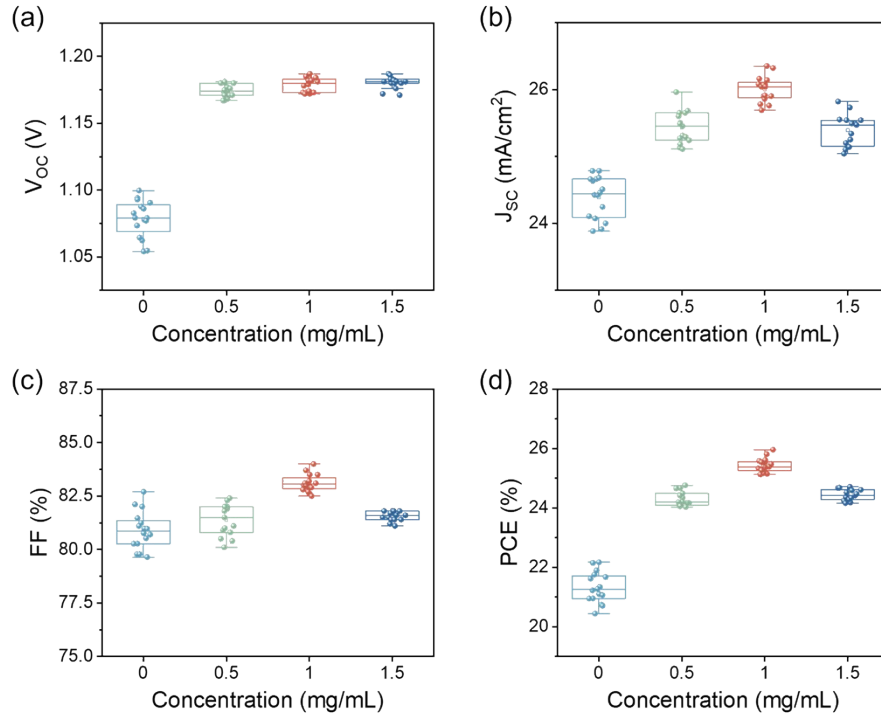 (a)
1.20
1.15
1.10
1.05
V_OC (V)
0 0.5 1 1.5
Concentration (mg/mL)
(b)
26
24
J_SC (mA/cm²)
0 0.5 1 1.5
Concentration (mg/mL)
(c)
87.5
85.0
82.5
80.0
77.5
75.0
FF (%)
0 0.5 1 1.5
Concentration (mg/mL)
(d)
28
26
24
22
20
PCE (%)
0 0.5 1 1.5
Concentration (mg/mL)